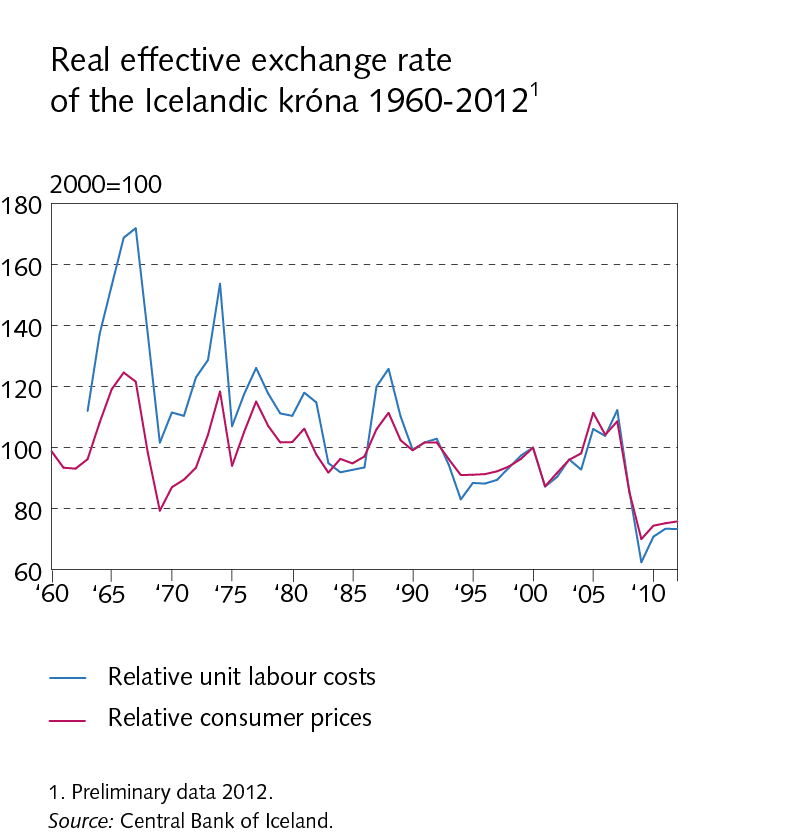 Real effective exchange rate
of the Icelandic króna 1960-2012¹
2000=100
180
160
140
120
100
80
60
‘60 ‘65 ‘70 ‘75 ‘80 ‘85 ‘90 ‘95 ‘00 ‘05 ‘10
Relative unit labour costs
Relative consumer prices
1. Preliminary data 2012.
Source: Central Bank of Iceland.